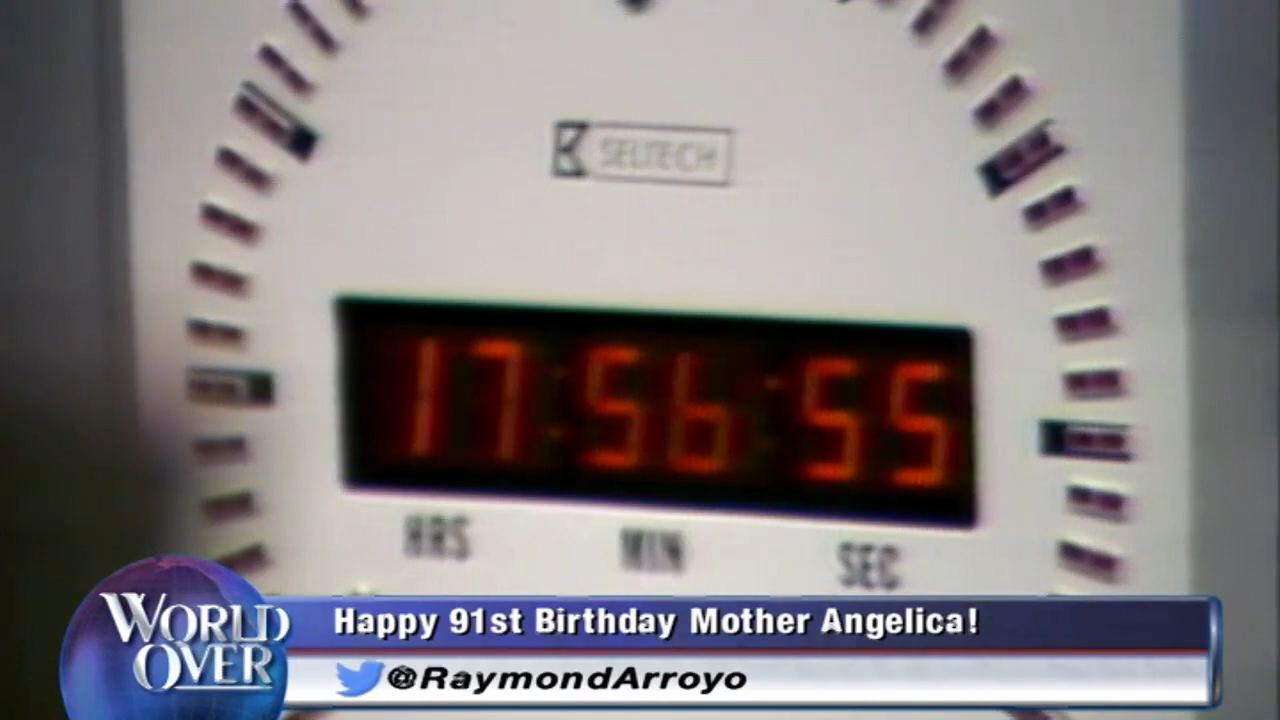 SELTECH
17:56:55
HRS MIN SEC
WORLD
OVER
Happy 91st Birthday Mother Angelica!
@RaymondArroyo